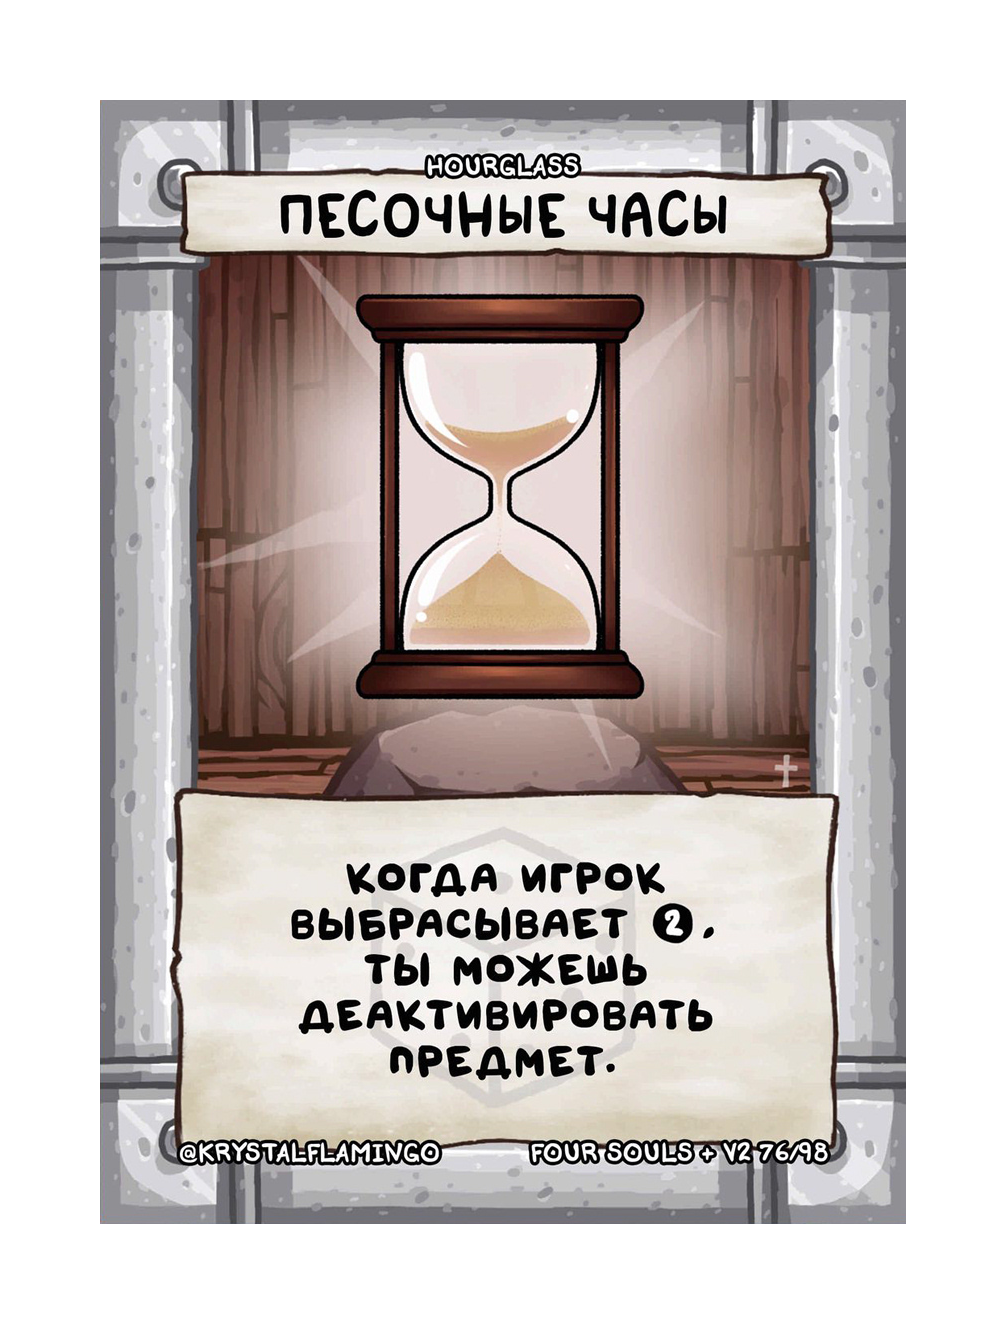 HOURGLASS
ПЕСОЧНЫЕ ЧАСЫ
КОГДА ИГРОК
ВЫБРАСЫВАЕТ 2,
ТЫ МОЖЕШЬ
ДЕАКТИВИРОВАТЬ
ПРЕДМЕТ.
@KRYSTALFLAMINGO FOUR SOULS + V2 76/98